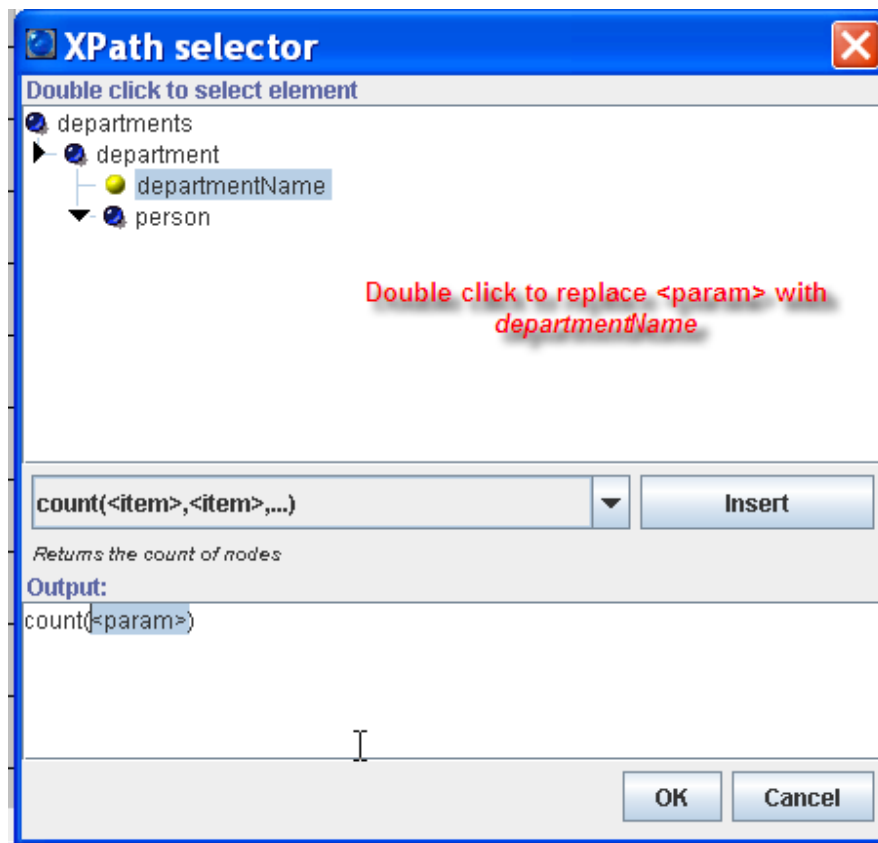 XPath selector
Double click to select element
departments
department
departmentName
person
Double click to replace <param> with
departmentName
count(<item>,<item>,...)
Insert
Returns the count of nodes
Output:
count(<param>)
OK
Cancel